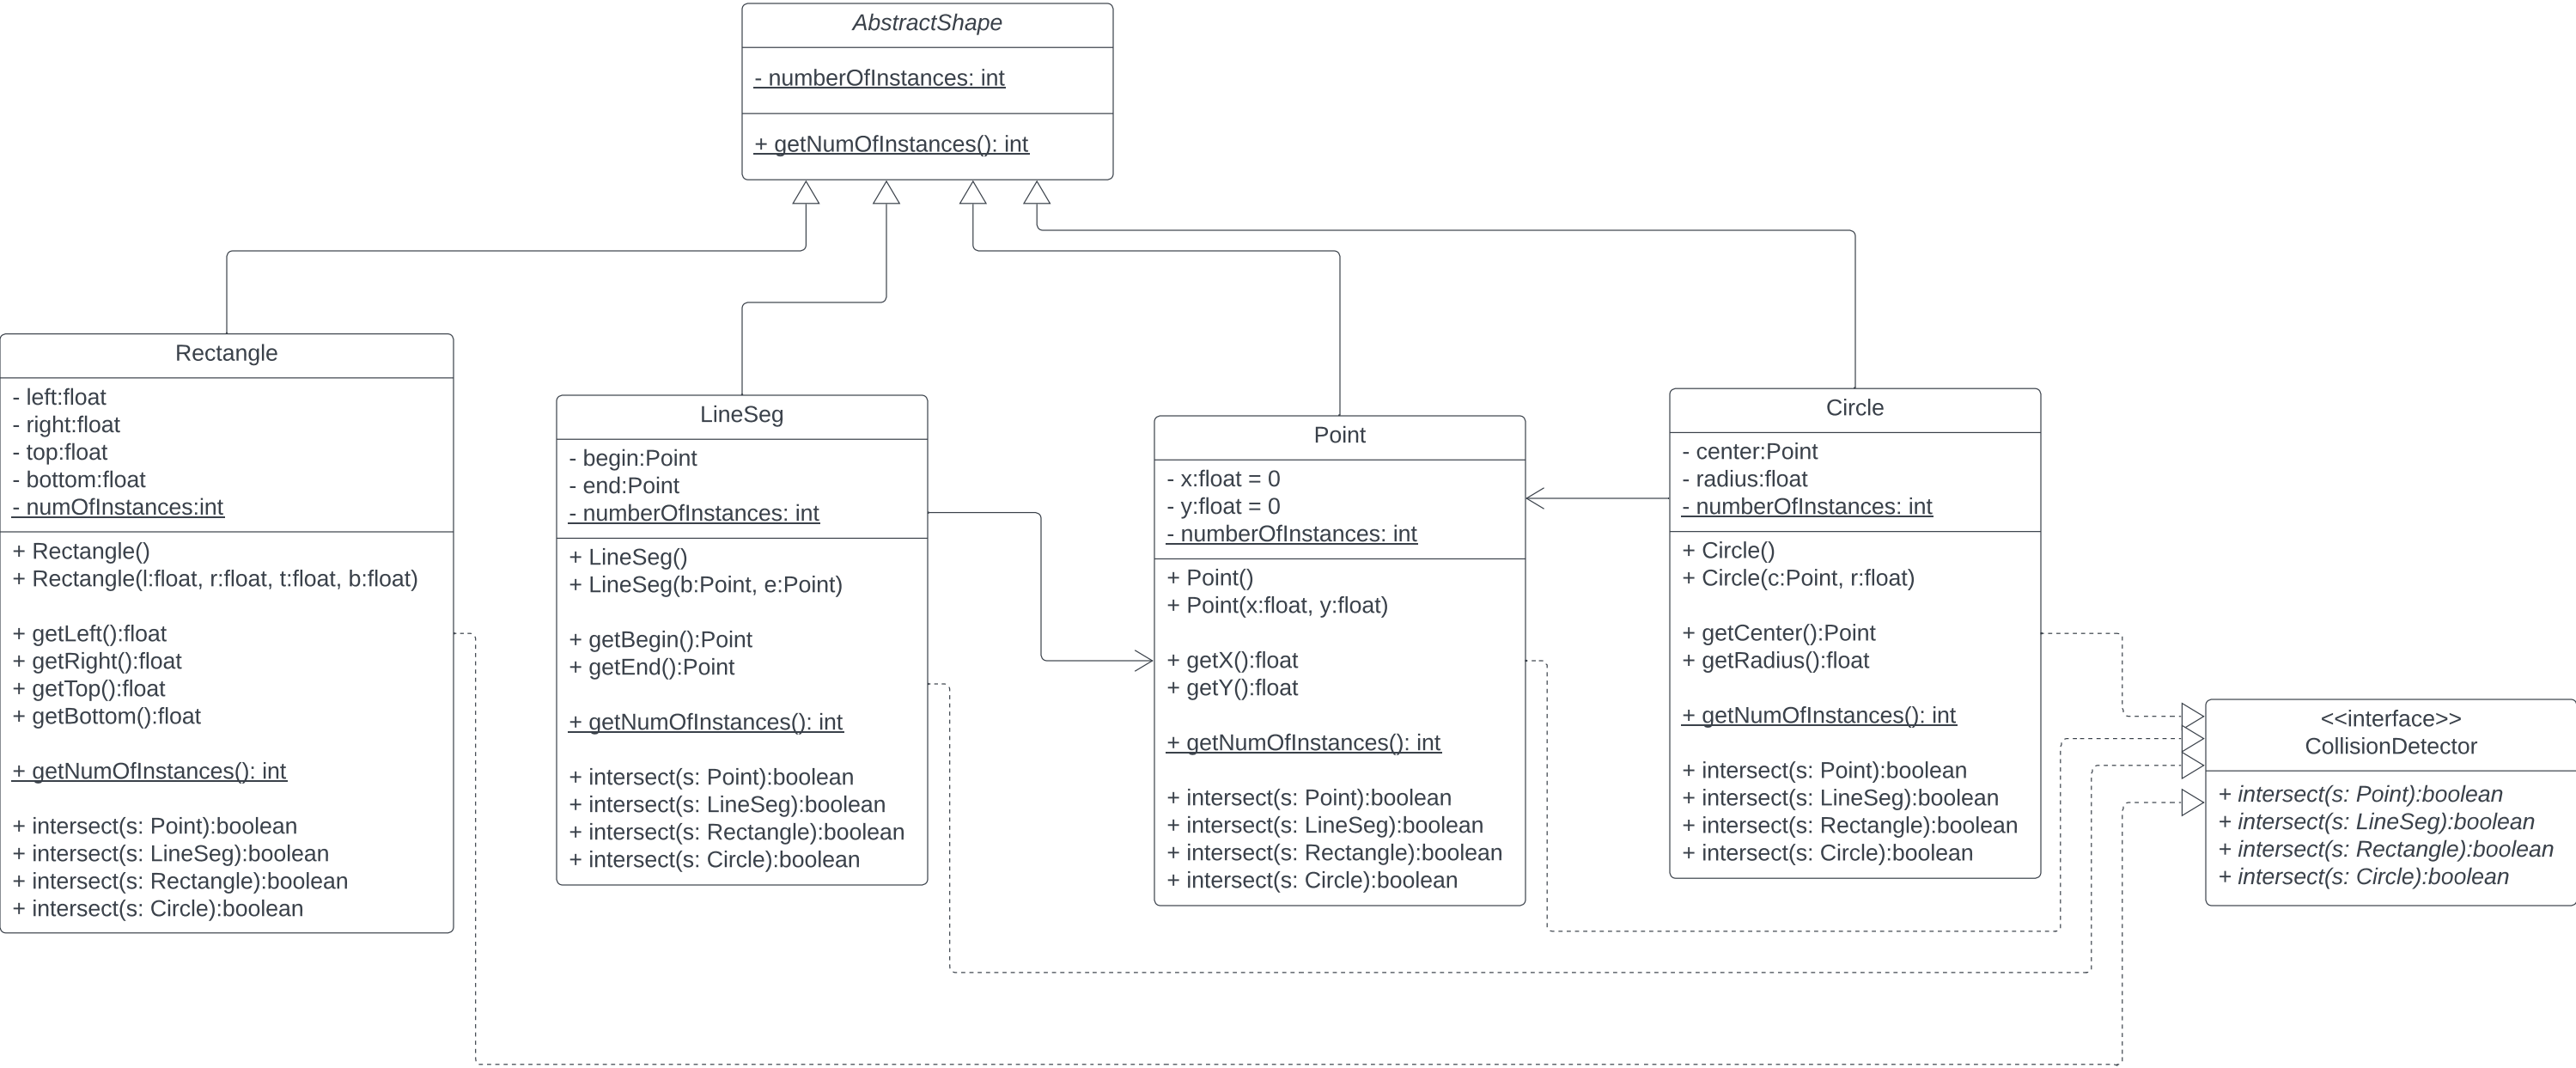 AbstractShape
- numberOfInstances: int
+ getNumOfInstances(): int
Rectangle
- left:float
- right:float
- top:float
- bottom:float
- numOfInstances:int
+ Rectangle()
+ Rectangle(l:float, r:float, t:float, b:float)
+ getLeft():float
+ getRight():float
+ getTop():float
+ getBottom():float
+ getNumOfInstances(): int
+ intersect(s: Point):boolean
+ intersect(s: LineSeg):boolean
+ intersect(s: Rectangle):boolean
+ intersect(s: Circle):boolean
LineSeg
- begin:Point
- end:Point
- numberOfInstances: int
+ LineSeg()
+ LineSeg(b:Point, e:Point)
+ getBegin():Point
+ getEnd():Point
+ getNumOfInstances(): int
+ intersect(s: Point):boolean
+ intersect(s: LineSeg):boolean
+ intersect(s: Rectangle):boolean
+ intersect(s: Circle):boolean
Point
- x:float = 0
- y:float = 0
- numberOfInstances: int
+ Point()
+ Point(x:float, y:float)
+ getX():float
+ getY():float
+ getNumOfInstances(): int
+ intersect(s: Point):boolean
+ intersect(s: LineSeg):boolean
+ intersect(s: Rectangle):boolean
+ intersect(s: Circle):boolean
Circle
- center:Point
- radius:float
- numberOfInstances: int
+ Circle()
+ Circle(c:Point, r:float)
+ getCenter():Point
+ getRadius():float
+ getNumOfInstances(): int
+ intersect(s: Point):boolean
+ intersect(s: LineSeg):boolean
+ intersect(s: Rectangle):boolean
+ intersect(s: Circle):boolean
<<interface>>
CollisionDetector
+ intersect(s: Point):boolean
+ intersect(s: LineSeg):boolean
+ intersect(s: Rectangle):boolean
+ intersect(s: Circle):boolean